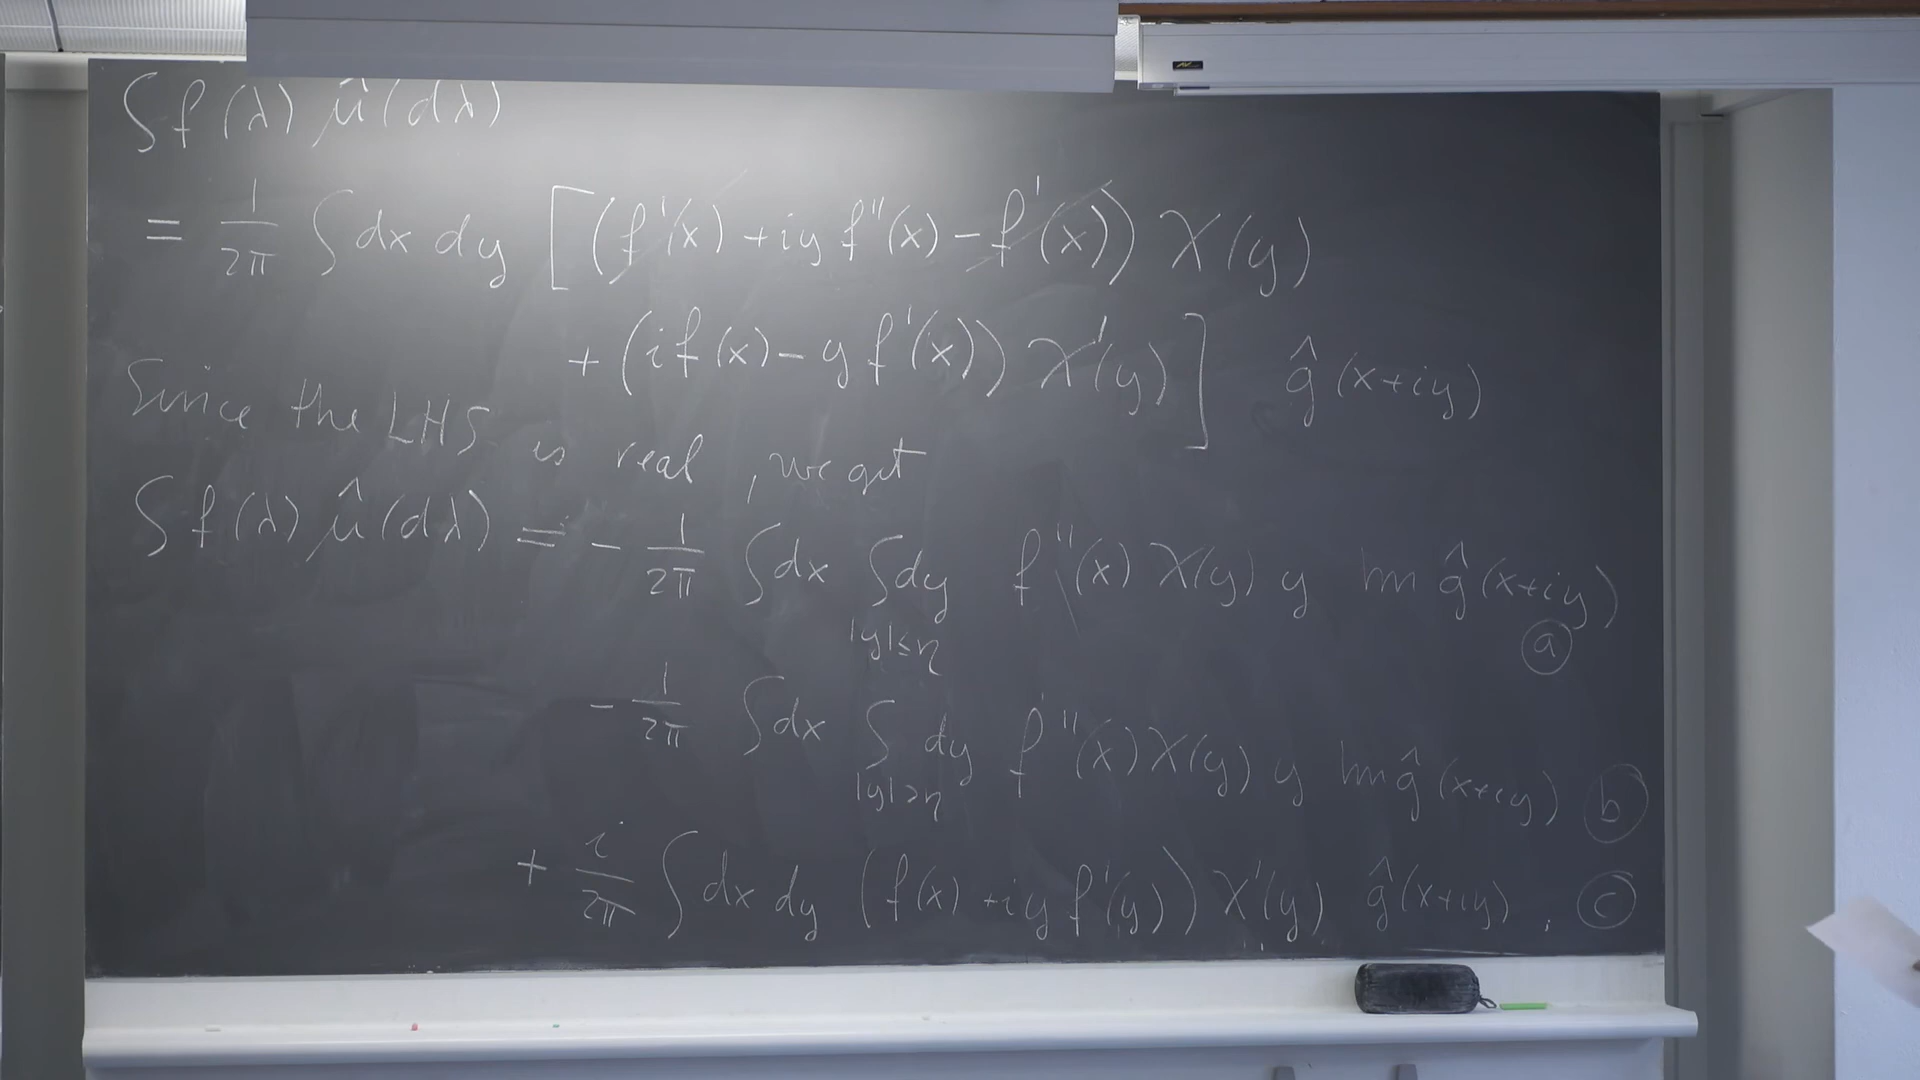 ∫ f(λ) μ̂(dλ)
= 1/2π ∫ dx dy [(f'(x) + iy f''(x) - f'(x)) χ(y)
+ (i f(x) - y f'(x)) χ'(y)] ĝ(x+iy)
Since the LHS is real, we get
∫ f(λ) μ̂(dλ) = - 1/2π ∫ dx ∫_{|y|≤η} dy f''(x) χ(y) y Im ĝ(x+iy) (a)
- 1/2π ∫ dx ∫_{|y|>η} dy f''(x) χ(y) y Im ĝ(x+iy) (b)
+ i/2π ∫ dx dy (f(x) + iy f'(y)) χ'(y) ĝ(x+iy). (c)